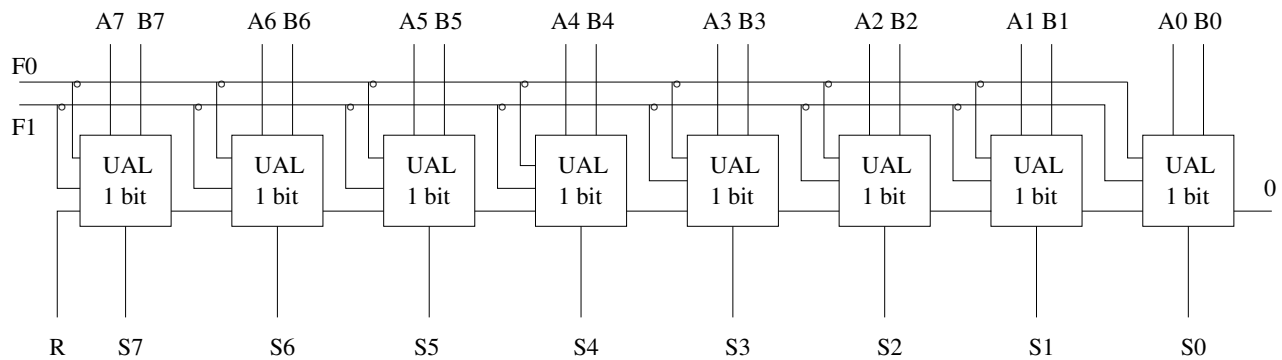 A7 B7 A6 B6 A5 B5 A4 B4 A3 B3 A2 B2 A1 B1 A0 B0
F0
F1
UAL UAL UAL UAL UAL UAL UAL UAL
1 bit 1 bit 1 bit 1 bit 1 bit 1 bit 1 bit 1 bit
0
R S7 S6 S5 S4 S3 S2 S1 S0